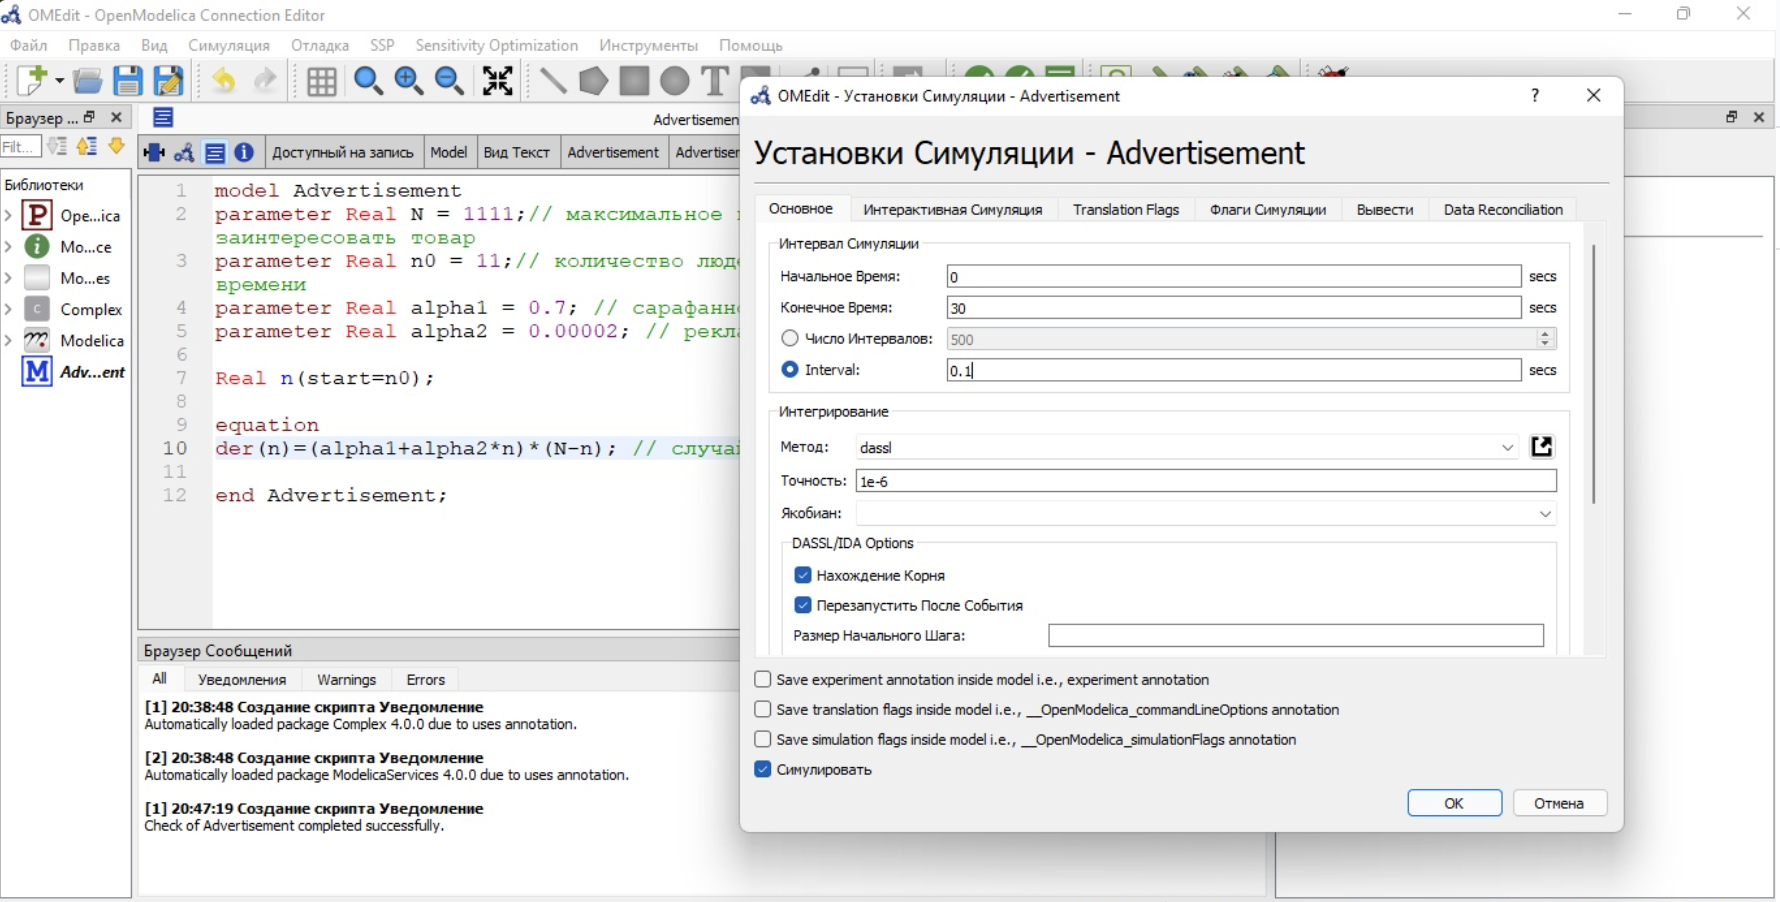 OMEdit - OpenModelica Connection Editor
Файл Правка Вид Симуляция Отладка SSP Sensitivity Optimization Инструменты Помощь
T
Браузер ...
Filt...
Библиотеки
P Ope...ica
i Mo...ce
Mo...es
C Complex
Modelica
M Adv...ent
Доступный на запись Model Вид Текст Advertisement
1 model Advertisement
2 parameter Real N = 1111;// максимальное
заинтересовать товар
3 parameter Real n0 = 11;// количество
времени
4 parameter Real alpha1 = 0.7; //
5 parameter Real alpha2 = 0.00002; //
6
7 Real n(start=n0);
8
9 equation
10 der(n)=(alpha1+alpha2*n)*(N-n); //
11
12 end Advertisement;
Браузер Сообщений
All Уведомления Warnings Errors
[1] 20:38:48 Создание скрипта Уведомление
Automatically loaded package Complex 4.0.0 due to uses annotation.
[2] 20:38:48 Создание скрипта Уведомление
Automatically loaded package ModelicaServices 4.0.0 due to uses annotation.
[1] 20:47:19 Создание скрипта Уведомление
Check of Advertisement completed successfully.
OMEdit - Установки Симуляции - Advertisement ?
Установки Симуляции - Advertisement
Основное Интерактивная Симуляция Translation Flags Флаги Симуляции Вывести Data Reconciliation
Интервал Симуляции
Начальное Время: 0 secs
Конечное Время: 30 secs
Число Интервалов: 500
Interval: 0.1 secs
Интегрирование
Метод: dassl
Точность: 1e-6
Якобиан:
DASSL/IDA Options
Нахождение Корня
Перезапустить После События
Размер Начального Шага:
Save experiment annotation inside model i.e., experiment annotation
Save translation flags inside model i.e., __OpenModelica_commandLineOptions annotation
Save simulation flags inside model i.e., __OpenModelica_simulationFlags annotation
Симулировать
OK Отмена